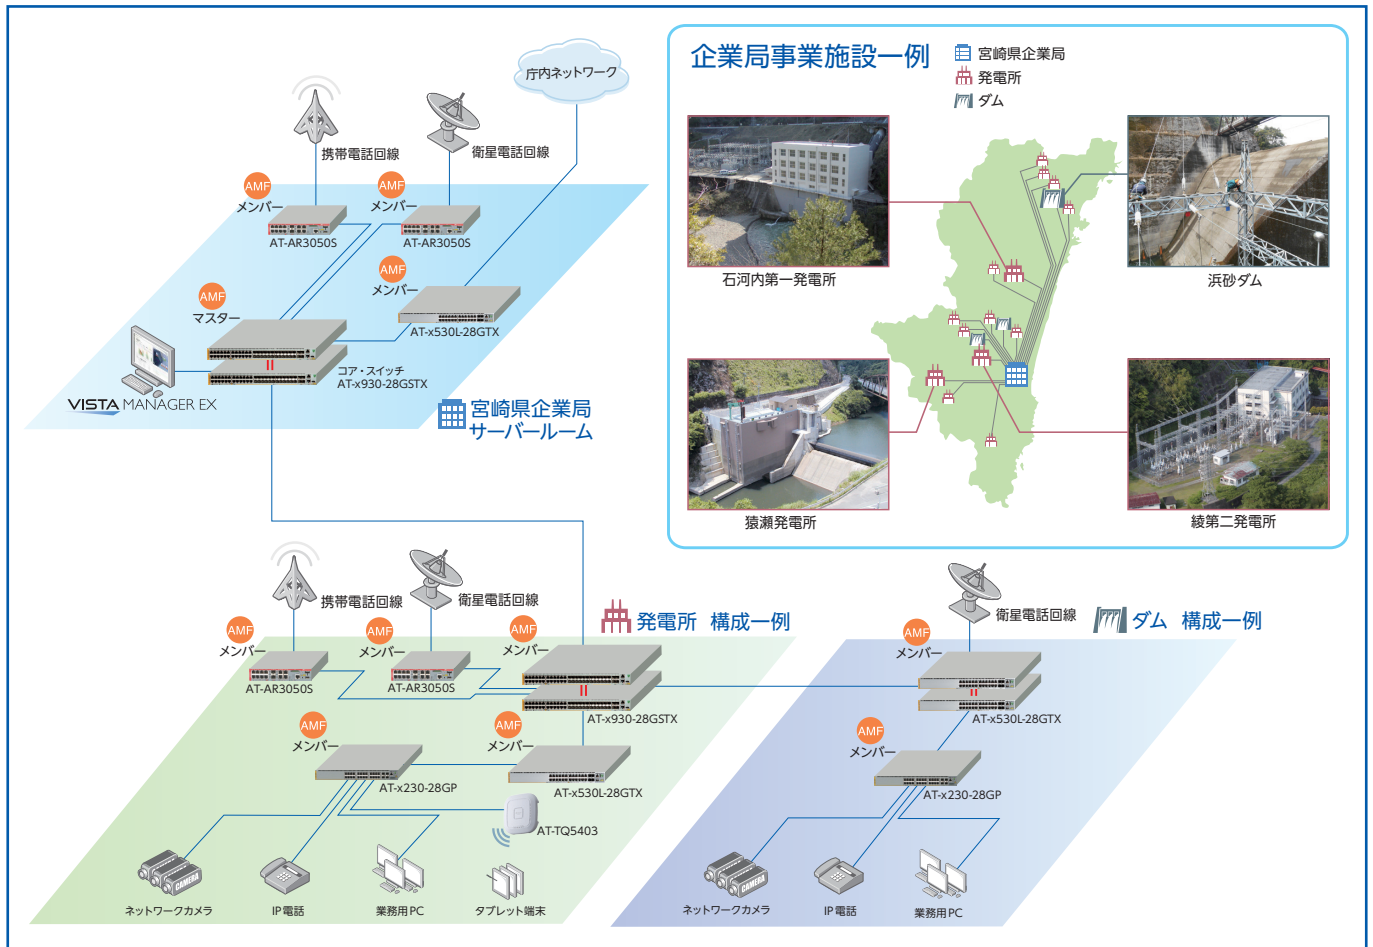 庁内ネットワーク
携帯電話回線
衛星電話回線
AMF
メンバー
AT-AR3050S
AMF
メンバー
AT-AR3050S
AMF
メンバー
AT-x530L-28GTX
AMF
マスター
コア・スイッチ
AT-x930-28GSTX
VISTA MANAGER EX
宮崎県企業局
サーバールーム
企業局事業施設一例
宮崎県企業局
発電所
ダム
石河内第一発電所
浜砂ダム
猿瀬発電所
綾第二発電所
携帯電話回線
衛星電話回線
発電所 構成一例
AMF
メンバー
AT-AR3050S
AMF
メンバー
AT-AR3050S
AMF
メンバー
AT-x930-28GSTX
AMF
メンバー
AT-x230-28GP
AMF
メンバー
AT-x530L-28GTX
AT-TQ5403
CAMERA
ネットワークカメラ
IP電話
業務用PC
タブレット端末
衛星電話回線
ダム 構成一例
AMF
メンバー
AT-x530L-28GTX
AMF
メンバー
AT-x230-28GP
CAMERA
ネットワークカメラ
IP電話
業務用PC